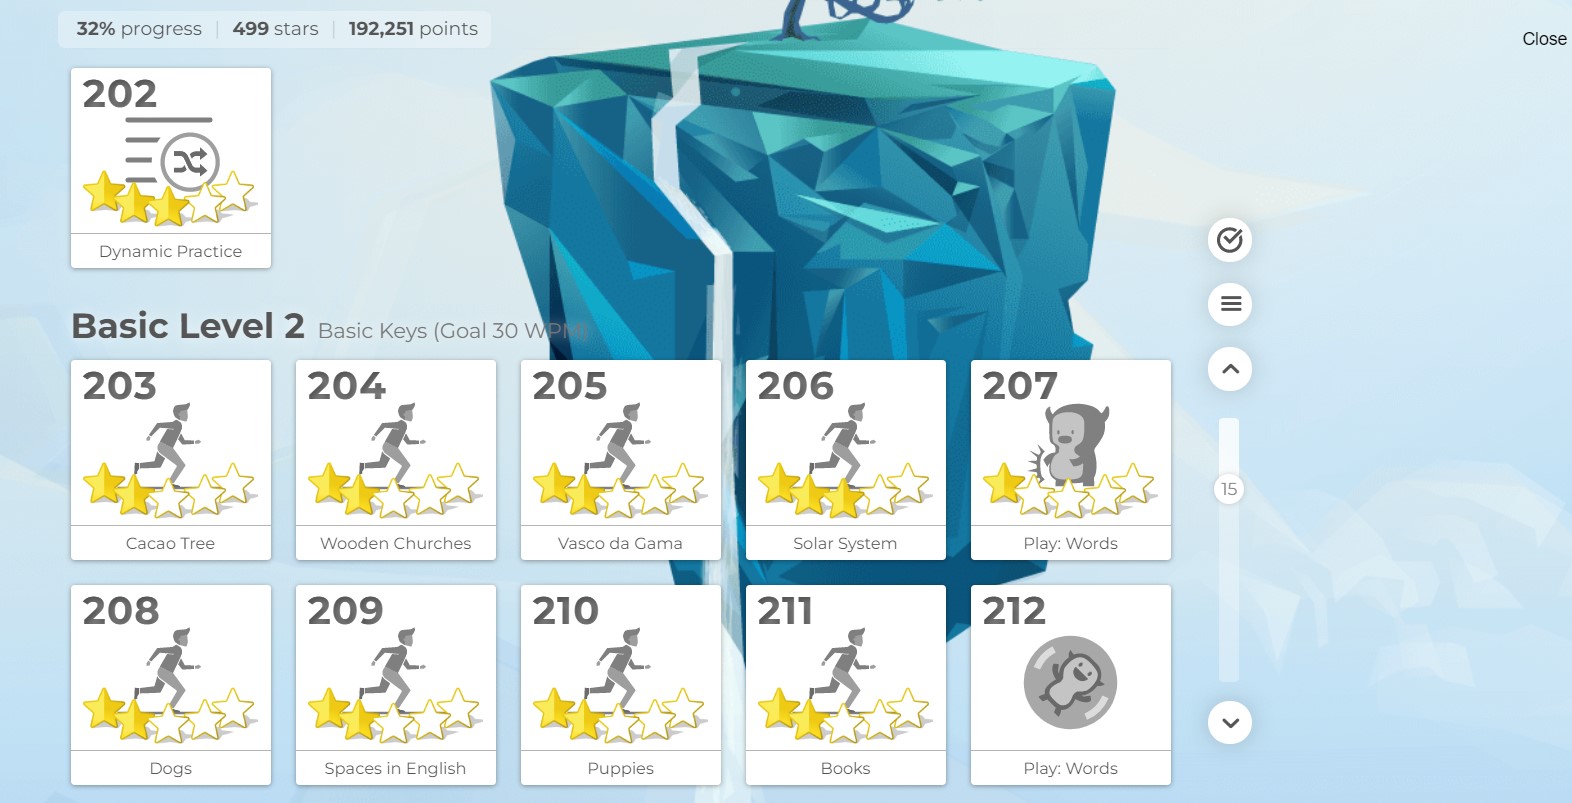 32% progress | 499 stars | 192,251 points
Close
202
Dynamic Practice
Basic Level 2 Basic Keys (Goal 30 WPM)
203
Cacao Tree
204
Wooden Churches
205
Vasco da Gama
206
Solar System
207
Play: Words
15
208
Dogs
209
Spaces in English
210
Puppies
211
Books
212
Play: Words